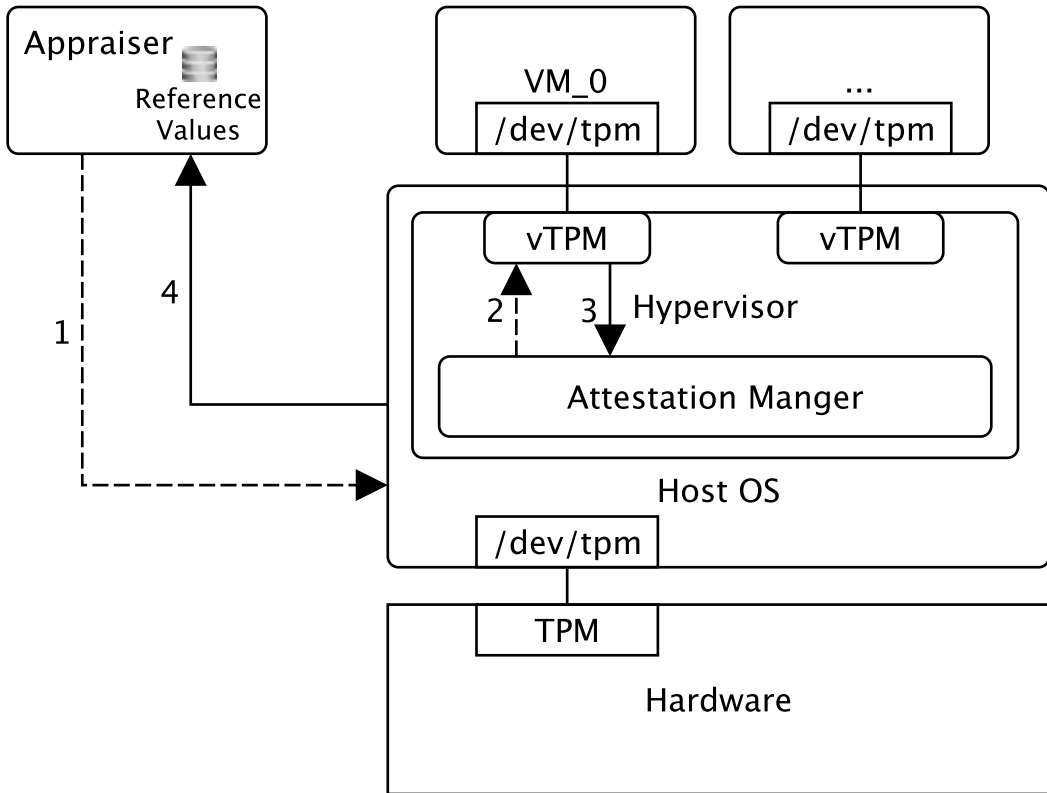 Appraiser
Reference
Values
VM_0
/dev/tpm
...
/dev/tpm
vTPM
vTPM
1
4
2
3
Hypervisor
Attestation Manger
Host OS
/dev/tpm
TPM
Hardware